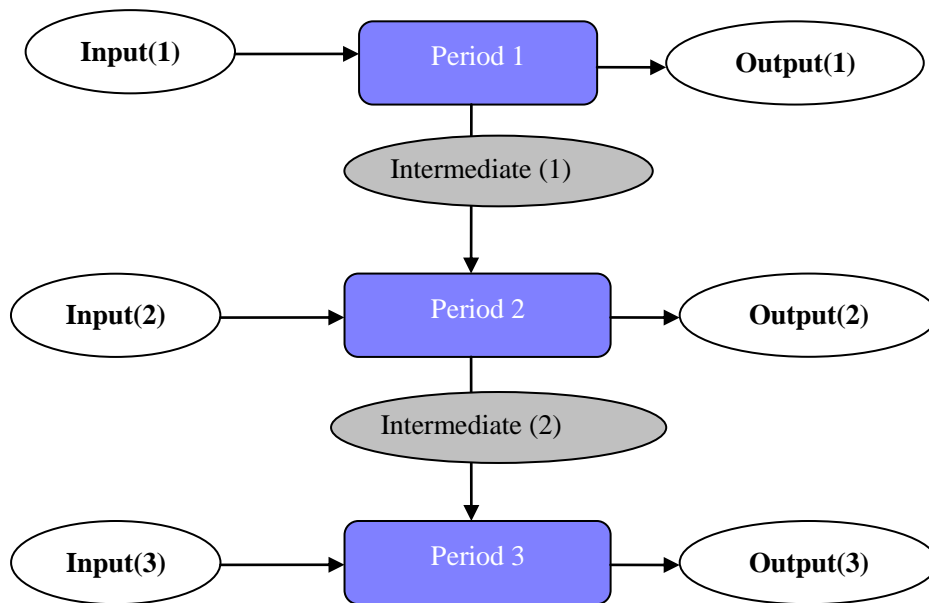 Input(1)
Period 1
Output(1)
Intermediate (1)
Input(2)
Period 2
Output(2)
Intermediate (2)
Input(3)
Period 3
Output(3)